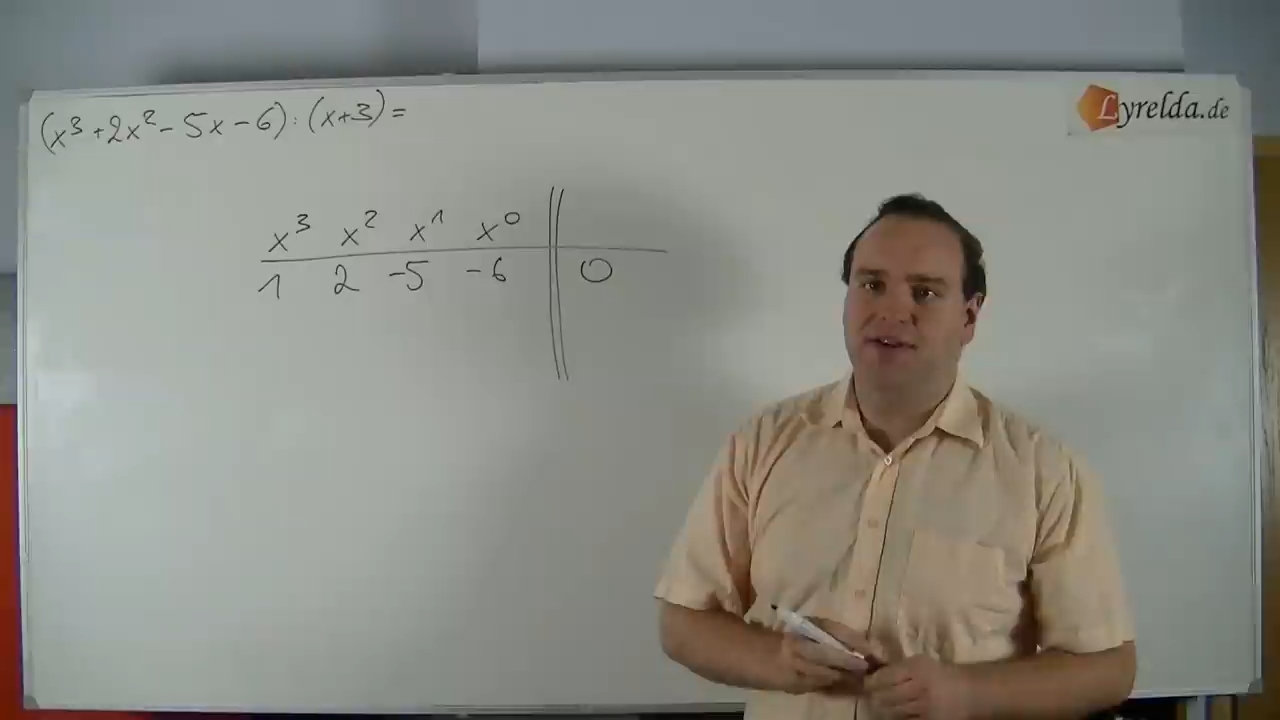 (x³+2x²-5x-6):(x+3)=
Lyrelda.de
x³ x² x¹ x⁰
1 2 -5 -6 0